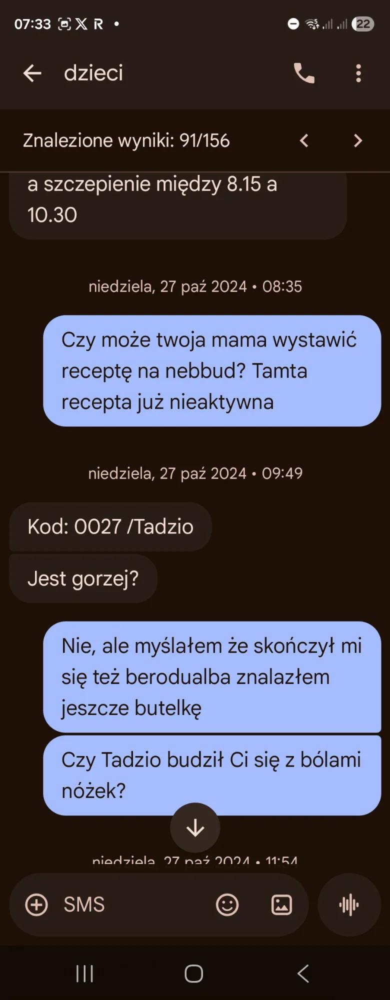 07:33 X R •
22
dzieci
Znalezione wyniki: 91/156
a szczepienie między 8.15 a
10.30
niedziela, 27 paź 2024 • 08:35
Czy może twoja mama wystawić
receptę na nebbud? Tamta
recepta już nieaktywna
niedziela, 27 paź 2024 • 09:49
Kod: 0027 /Tadzio
Jest gorzej?
Nie, ale myślałem że skończył mi
się też berodualba znalazłem
jeszcze butelkę
Czy Tadzio budził Ci się z bólami
nóżek?
niedziela, 27 paź 2024 • 11:54
SMS